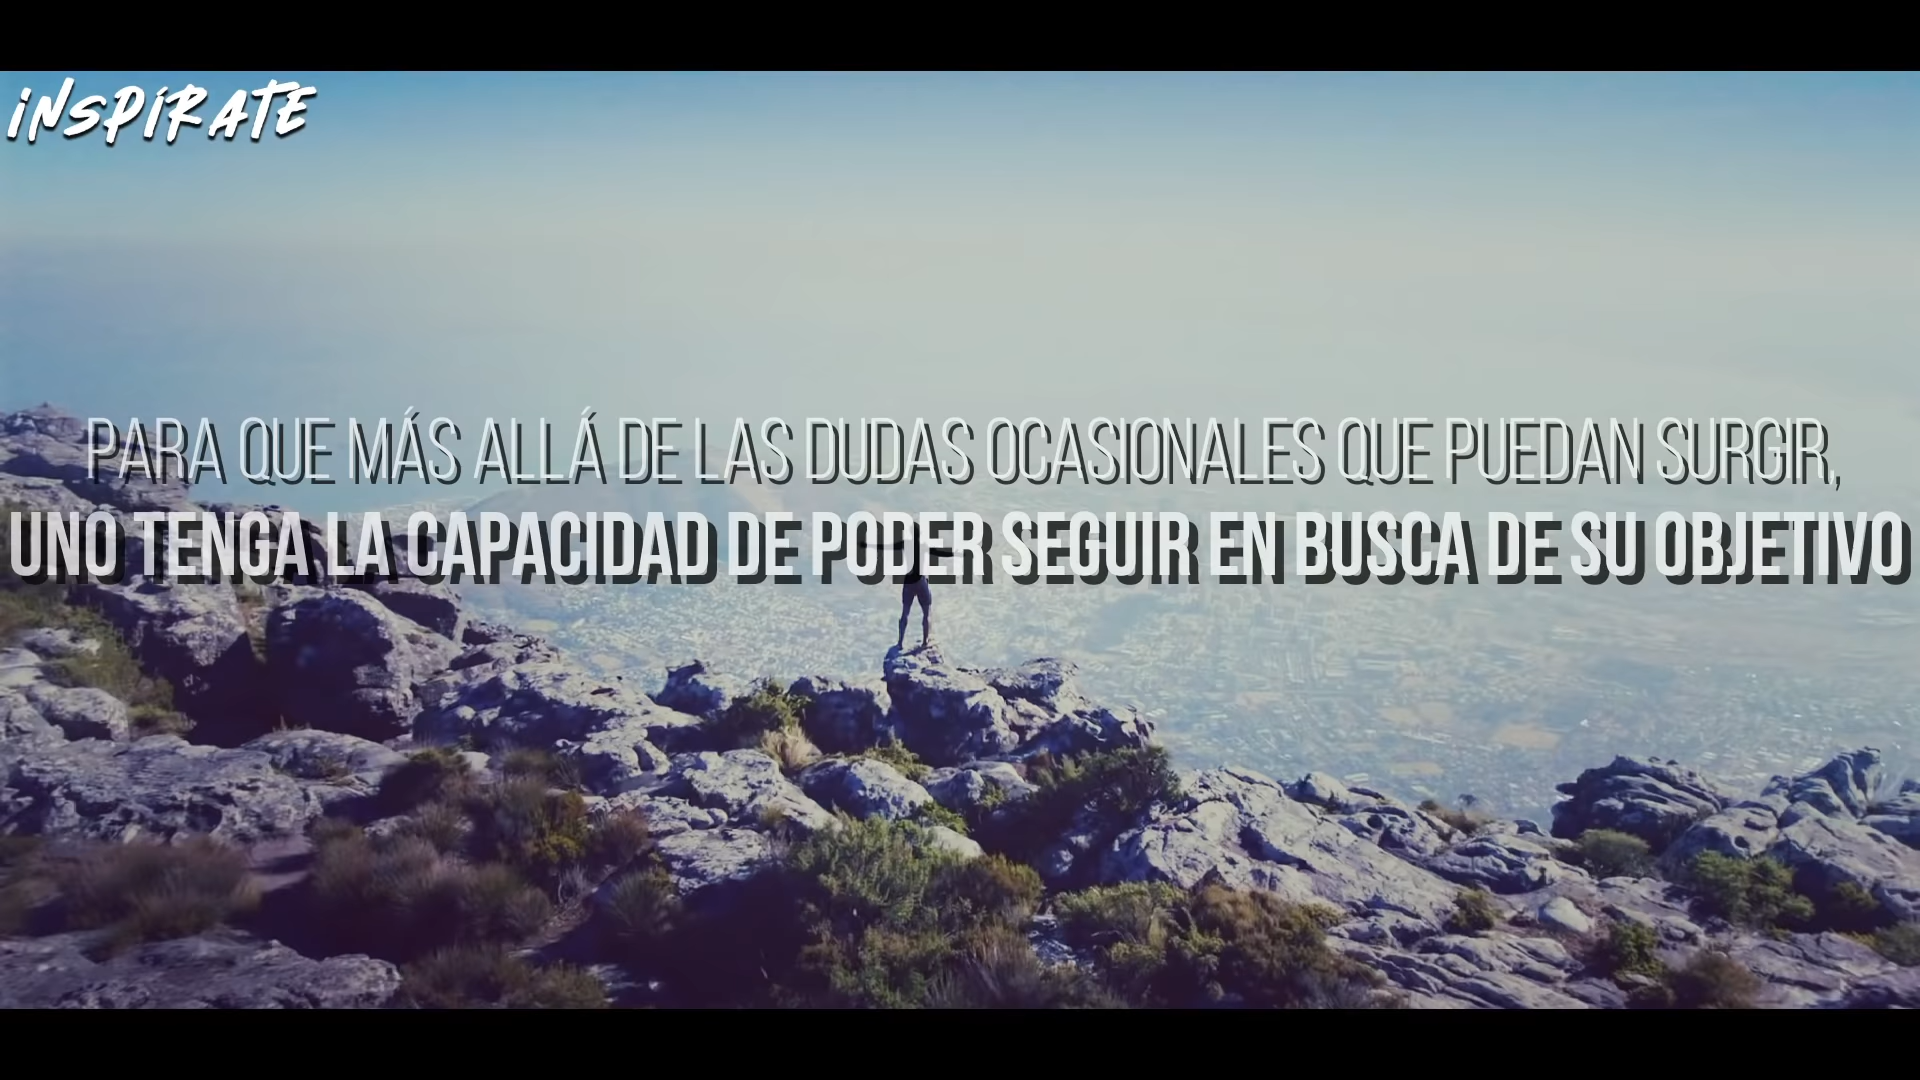 iNSPíRATE
PARA QUE MÁS ALLÁ DE LAS DUDAS OCASIONALES QUE PUEDAN SURGIR,
UNO TENGA LA CAPACIDAD DE PODER SEGUIR EN BUSCA DE SU OBJETIVO